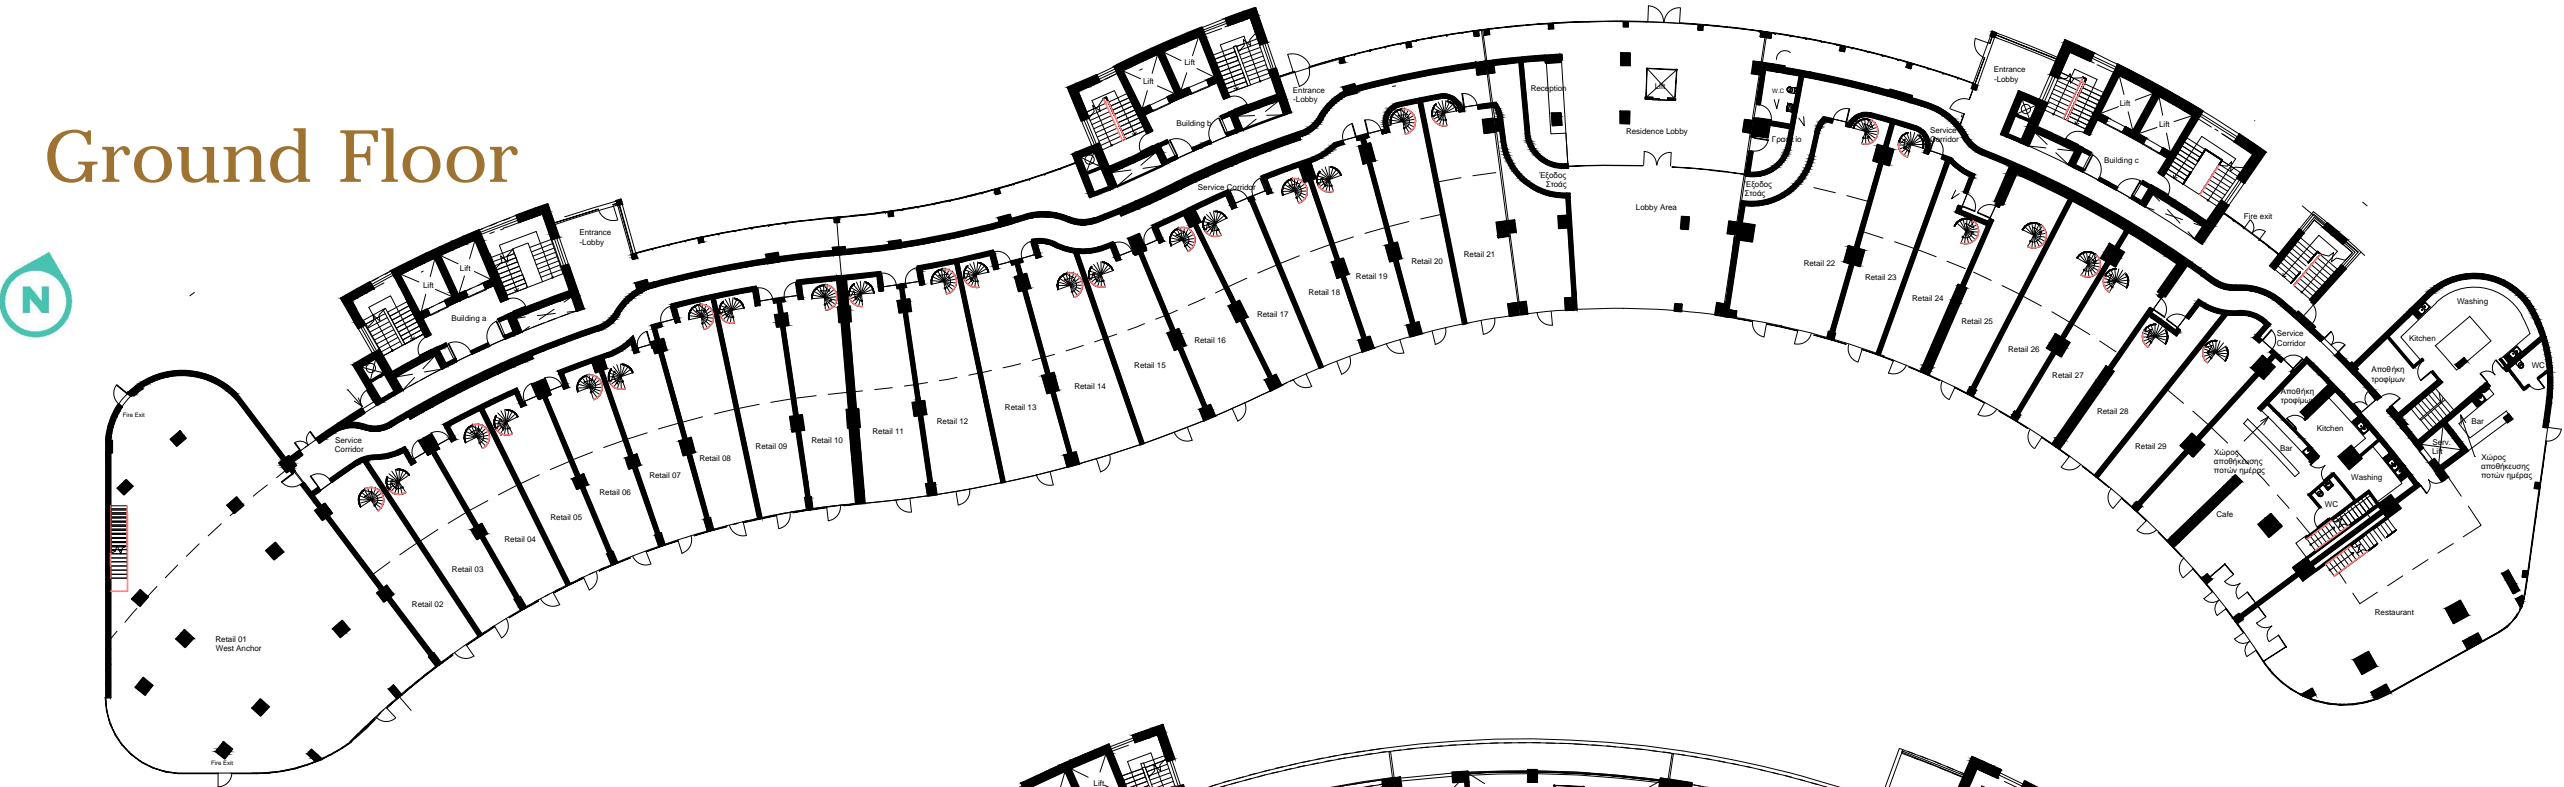 Ground Floor
N
Fire Exit
Retail 01
West Anchor
Fire Exit
Service
Corridor
Building a
Lift
Lift
Entrance
-Lobby
Retail 02
Retail 03
Retail 04
Retail 05
Retail 06
Retail 07
Retail 08
Retail 09
Retail 10
Retail 11
Retail 12
Retail 13
Retail 14
Retail 15
Retail 16
Retail 17
Retail 18
Retail 19
Retail 20
Retail 21
Service Corridor
Building b
Lift
Lift
Entrance
-Lobby
Reception
Lift
Residence Lobby
Lobby Area
Έξοδος
Στοάς
Έξοδος
Στοάς
W.C
Γραφείο
Retail 22
Retail 23
Retail 24
Retail 25
Retail 26
Retail 27
Retail 28
Retail 29
Service
Corridor
Entrance
-Lobby
Lift
Lift
Building c
Fire exit
Service
Corridor
Αποθήκη
τροφίμων
Kitchen
Bar
Χώρος
αποθήκευσης
ποτών ημέρας
Washing
WC
Cafe
Washing
Kitchen
WC
Αποθήκη
τροφίμων
Bar
Serv.
Lift
Χώρος
αποθήκευσης
ποτών ημέρας
Restaurant
Lift